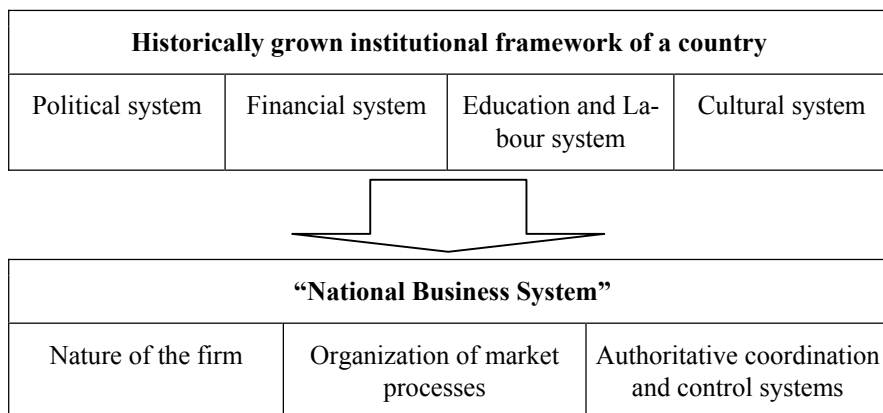 Historically grown institutional framework of a country
Political system
Financial system
Education and La-
bour system
Cultural system
“National Business System”
Nature of the firm
Organization of market
processes
Authoritative coordination
and control systems